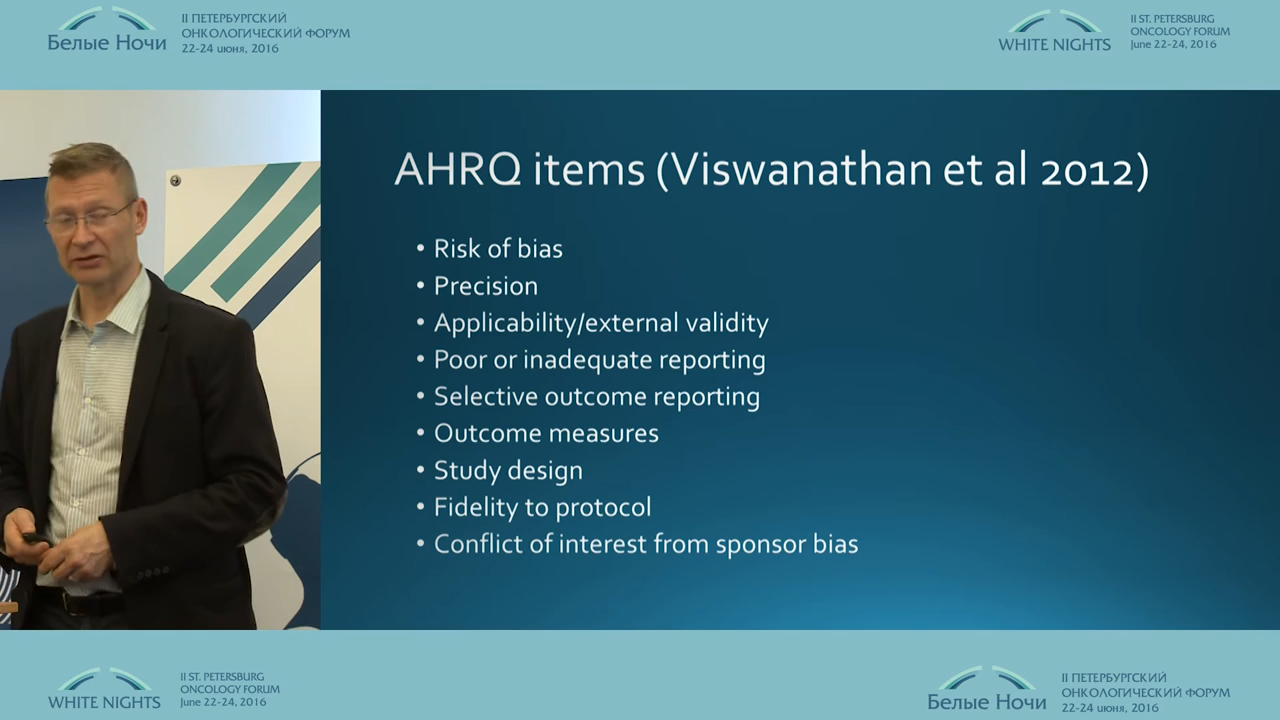 Белые Ночи
II ПЕТЕРБУРГСКИЙ
ОНКОЛОГИЧЕСКИЙ ФОРУМ
22-24 июня, 2016
WHITE NIGHTS
II ST. PETERSBURG
ONCOLOGY FORUM
June 22-24, 2016
AHRQ items (Viswanathan et al 2012)
• Risk of bias
• Precision
• Applicability/external validity
• Poor or inadequate reporting
• Selective outcome reporting
• Outcome measures
• Study design
• Fidelity to protocol
• Conflict of interest from sponsor bias
WHITE NIGHTS
II ST. PETERSBURG
ONCOLOGY FORUM
June 22-24, 2016
Белые Ночи
II ПЕТЕРБУРГСКИЙ
ОНКОЛОГИЧЕСКИЙ ФОРУМ
22-24 июня, 2016